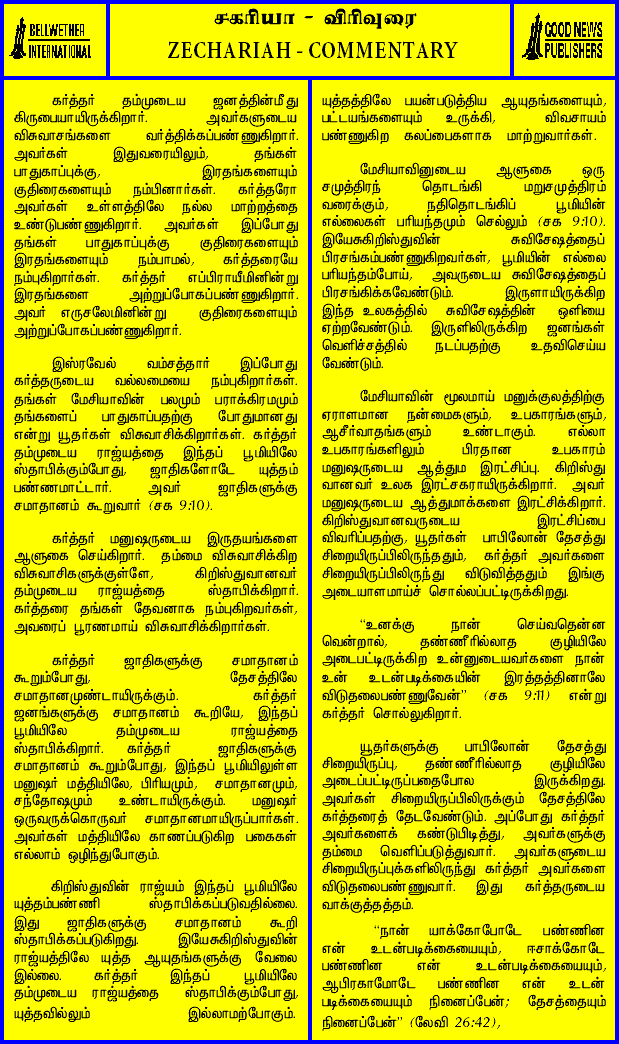 BELLWETHER
INTERNATIONAL
சகரியா - விரிவுரை
ZECHARIAH - COMMENTARY
GOOD NEWS
PUBLISHERS
கர்த்தர் தம்முடைய ஜனத்தின்மீது
கிருபையாயிருக்கிறார். அவர்களுடைய
விசுவாசங்களை வர்த்திக்கப்பண்ணுகிறார்.
அவர்கள் இதுவரையிலும், தங்கள்
பாதுகாப்புக்கு, இரதங்களையும்
குதிரைகளையும் நம்பினார்கள். கர்த்தரோ
அவர்கள் உள்ளத்திலே நல்ல மாற்றத்தை
உண்டுபண்ணுகிறார். அவர்கள் இப்போது
தங்கள் பாதுகாப்புக்கு குதிரைகளையும்
இரதங்களையும் நம்பாமல், கர்த்தரையே
நம்புகிறார்கள். கர்த்தர் எப்பிராயீமினின்று
இரதங்களை அற்றுப்போகப்பண்ணுகிறார்.
அவர் எருசலேமினின்று குதிரைகளையும்
அற்றுப்போகப்பண்ணுகிறார்.
இஸ்ரவேல் வம்சத்தார் இப்போது
கர்த்தருடைய வல்லமையை நம்புகிறார்கள்.
தங்கள் மேசியாவின் பலமும் பராக்கிரமமும்
தங்களைப் பாதுகாப்பதற்கு போதுமானது
என்று யூதர்கள் விசுவாசிக்கிறார்கள். கர்த்தர்
தம்முடைய ராஜ்யத்தை இந்தப் பூமியிலே
ஸ்தாபிக்கும்போது, ஜாதிகளோடே யுத்தம்
பண்ணமாட்டார். அவர் ஜாதிகளுக்கு
சமாதானம் கூறுவார் (சக 9:10).
கர்த்தர் மனுஷருடைய இருதயங்களை
ஆளுகை செய்கிறார். தம்மை விசுவாசிக்கிற
விசுவாசிகளுக்குள்ளே, கிறிஸ்துவானவர்
தம்முடைய ராஜ்யத்தை ஸ்தாபிக்கிறார்.
கர்த்தரை தங்கள் தேவனாக நம்புகிறவர்கள்,
அவரைப் பூரணமாய் விசுவாசிக்கிறார்கள்.
கர்த்தர் ஜாதிகளுக்கு சமாதானம்
கூறும்போது, தேசத்திலே
சமாதானமுண்டாயிருக்கும். கர்த்தர்
ஜனங்களுக்கு சமாதானம் கூறியே, இந்தப்
பூமியிலே தம்முடைய ராஜ்யத்தை
ஸ்தாபிக்கிறார். கர்த்தர் ஜாதிகளுக்கு
சமாதானம் கூறும்போது, இந்தப் பூமியிலுள்ள
மனுஷர் மத்தியிலே, பிரியமும், சமாதானமும்,
சந்தோஷமும் உண்டாயிருக்கும். மனுஷர்
ஒருவருக்கொருவர் சமாதானமாயிருப்பார்கள்.
அவர்கள் மத்தியிலே காணப்படுகிற பகைகள்
எல்லாம் ஒழிந்துபோகும்.
கிறிஸ்துவின் ராஜ்யம் இந்தப் பூமியிலே
யுத்தம்பண்ணி ஸ்தாபிக்கப்படுவதில்லை.
இது ஜாதிகளுக்கு சமாதானம் கூறி
ஸ்தாபிக்கப்படுகிறது. இயேசுகிறிஸ்துவின்
ராஜ்யத்திலே யுத்த ஆயுதங்களுக்கு வேலை
இல்லை. கர்த்தர் இந்தப் பூமியிலே
தம்முடைய ராஜ்யத்தை ஸ்தாபிக்கும்போது,
யுத்தவில்லும் இல்லாமற்போகும்.
யுத்தத்திலே பயன்படுத்திய ஆயுதங்களையும்,
பட்டயங்களையும் உருக்கி, விவசாயம்
பண்ணுகிற கலப்பைகளாக மாற்றுவார்கள்.
மேசியாவினுடைய ஆளுகை ஒரு
சமுத்திரந் தொடங்கி மறுசமுத்திரம்
வரைக்கும், நதிதொடங்கிப் பூமியின்
எல்லைகள் பரியந்தமும் செல்லும் (சக 9:10).
இயேசுகிறிஸ்துவின் சுவிசேஷத்தைப்
பிரசங்கம்பண்ணுகிறவர்கள், பூமியின் எல்லை
பரியந்தம்போய், அவருடைய சுவிசேஷத்தைப்
பிரசங்கிக்கவேண்டும். இருளாயிருக்கிற
இந்த உலகத்தில் சுவிசேஷத்தின் ஒளியை
ஏற்றவேண்டும். இருளிலிருக்கிற ஜனங்கள்
வெளிச்சத்தில் நடப்பதற்கு உதவிசெய்ய
வேண்டும்.
மேசியாவின் மூலமாய் மனுக்குலத்திற்கு
ஏராளமான நன்மைகளும், உபகாரங்களும்,
ஆசீர்வாதங்களும் உண்டாகும். எல்லா
உபகாரங்களிலும் பிரதான உபகாரம்
மனுஷருடைய ஆத்தும இரட்சிப்பு. கிறிஸ்து
வானவர் உலக இரட்சகராயிருக்கிறார். அவர்
மனுஷருடைய ஆத்துமாக்களை இரட்சிக்கிறார்.
கிறிஸ்துவானவருடைய இரட்சிப்பை
விவரிப்பதற்கு, யூதர்கள் பாபிலோன் தேசத்து
சிறையிருப்பிலிருந்ததும், கர்த்தர் அவர்களை
சிறையிருப்பிலிருந்து விடுவித்ததும் இங்கு
அடையாளமாய்ச் சொல்லப்பட்டிருக்கிறது.
“உனக்கு நான் செய்வதென்ன
வென்றால், தண்ணீரில்லாத குழியிலே
அடைபட்டிருக்கிற உன்னுடையவர்களை நான்
உன் உடன்படிக்கையின் இரத்தத்தினாலே
விடுதலைபண்ணுவேன்” (சக 9:11) என்று
கர்த்தர் சொல்லுகிறார்.
யூதர்களுக்கு பாபிலோன் தேசத்து
சிறையிருப்பு, தண்ணீரில்லாத குழியிலே
அடைப்பட்டிருப்பதைபோல இருக்கிறது.
அவர்கள் சிறையிருப்பிலிருக்கும் தேசத்திலே
கர்த்தரைத் தேடவேண்டும். அப்போது கர்த்தர்
அவர்களைக் கண்டுபிடித்து, அவர்களுக்கு
தம்மை வெளிப்படுத்துவார். அவர்களுடைய
சிறையிருப்புக்களிலிருந்து கர்த்தர் அவர்களை
விடுதலைபண்ணுவார். இது கர்த்தருடைய
வாக்குத்தத்தம்.
“நான் யாக்கோபோடே பண்ணின
என் உடன்படிக்கையையும், ஈசாக்கோடே
பண்ணின என் உடன்படிக்கையையும்,
ஆபிரகாமோடே பண்ணின என் உடன்
படிக்கையையும் நினைப்பேன்; தேசத்தையும்
நினைப்பேன்” (லேவி 26:42),